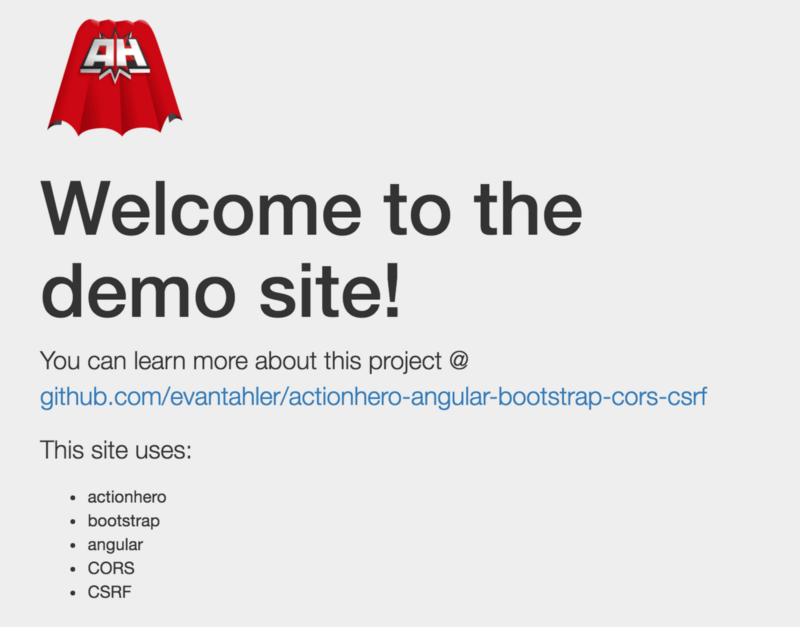 AH
Welcome to the
demo site!
You can learn more about this project @
github.com/evantahler/actionhero-angular-bootstrap-cors-csrf
This site uses:
• actionhero
• bootstrap
• angular
• CORS
• CSRF